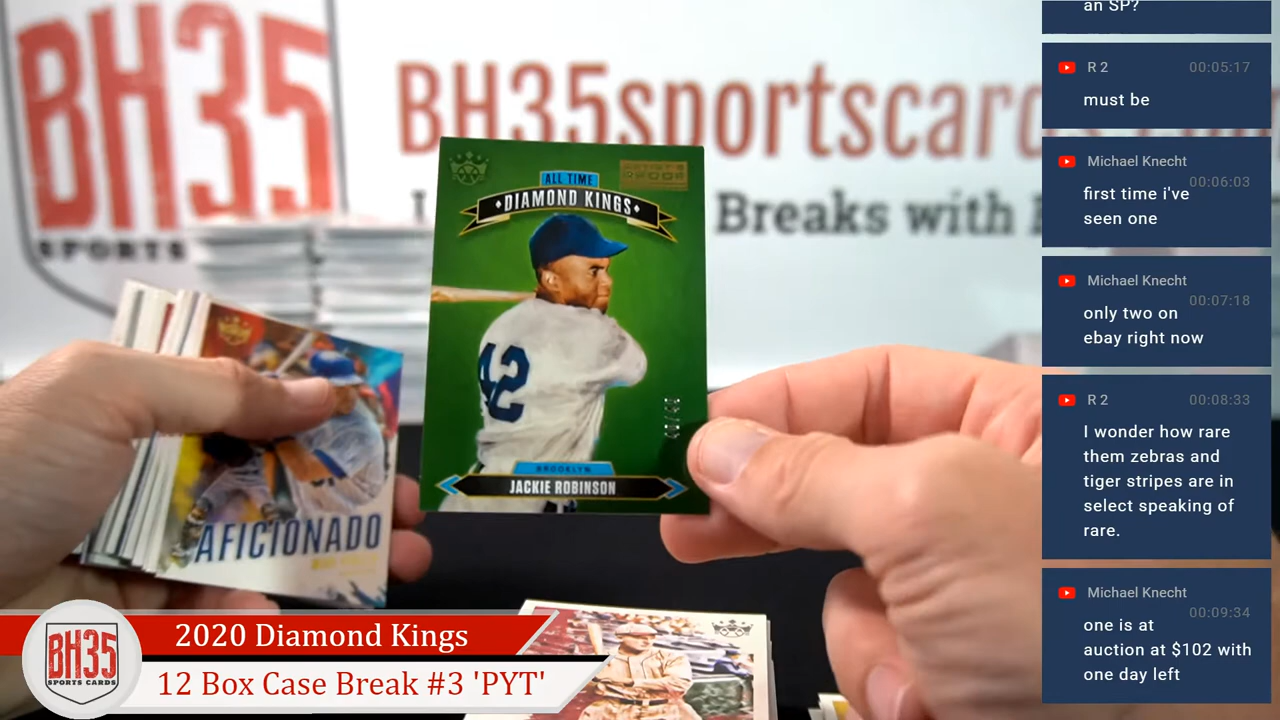 BH35
SPORTS
BH35sportscards
Breaks with
ALL TIME
DIAMOND KINGS
ARTIST'S
PROOF
42
BROOKLYN
JACKIE ROBINSON
AFICIONADO
BH35
SPORTS CARDS
2020 Diamond Kings
12 Box Case Break #3 'PYT'
an SP?
R 2 00:05:17
must be
Michael Knecht
00:06:03
first time i've
seen one
Michael Knecht
00:07:18
only two on
ebay right now
R 2 00:08:33
I wonder how rare
them zebras and
tiger stripes are in
select speaking of
rare.
Michael Knecht
00:09:34
one is at
auction at $102 with
one day left